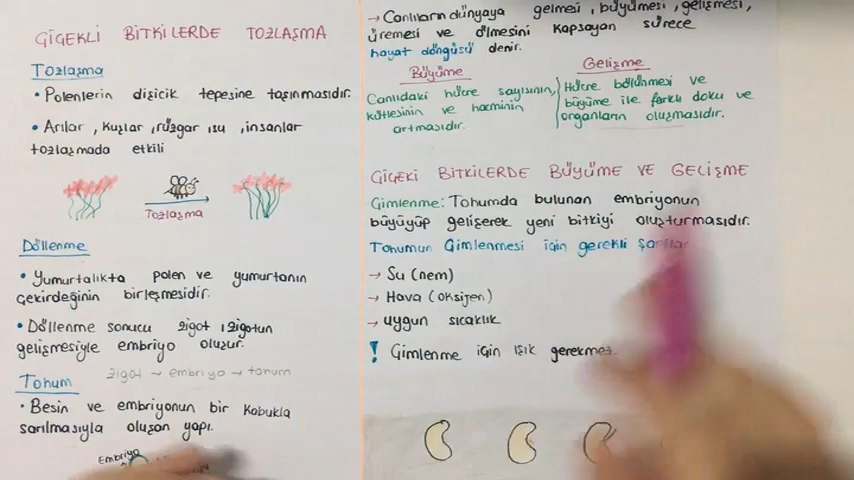 ÇİÇEKLİ BİTKİLERDE TOZLAŞMA
Tozlaşma
• Polenlerin dişicik tepesine taşınmasıdır.
• Arılar, kuşlar, rüzgar, su, insanlar
tozlaşmada etkili
Tozlaşma
Döllenme
• Yumurtalıkta polen ve yumurtanın
çekirdeğinin birleşmesidir.
• Döllenme sonucu zigot, zigotun
gelişmesiyle embriyo oluşur.
zigot → embriyo → tohum
Tohum
• Besin ve embriyonun bir kabukla
sarılmasıyla oluşan yapı.
Embriyo
→ Canlıların dünyaya gelmesi, büyümesi, gelişmesi,
üremesi ve ölmesini kapsayan sürece
hayat döngüsü denir.
Büyüme
Canlıdaki hücre sayısının,
kütlesinin ve hacminin
artmasıdır.
Gelişme
Hücre bölünmesi ve
büyüme ile farklı doku ve
organların oluşmasıdır.
ÇİÇEKİ BİTKİLERDE BÜYÜME VE GELİŞME
Çimlenme: Tohumda bulunan embriyonun
büyüyüp gelişerek yeni bitkiyi oluşturmasıdır.
Tohumun Çimlenmesi için gerekli Şartlar
→ Su (nem)
→ Hava (oksijen)
→ uygun sıcaklık
! Çimlenme için ışık gerekmez.